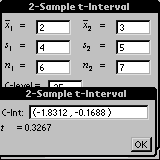 2-Sample t-Interval
x̄₁ = 2 x̄₂ = 3
s₁ = 4 s₂ = 5
n₁ = 6 n₂ = 7
2-Sample t-Interval
C-Int: (-1.8312,-0.1688)
t = 0.3267
OK